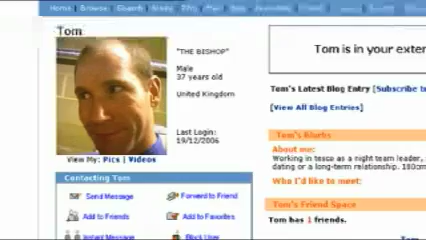 Home | Browse | Search
Tom
"THE BISHOP"
Male
37 years old
United Kingdom
Last Login:
19/12/2006
View My: Pics | Videos
Contacting Tom
Send Message
Forward to Friend
Add to Friends
Add to Favorites
Instant Message
Block User
Tom is in your exten
Tom's Latest Blog Entry [Subscribe t
[View All Blog Entries]
Tom's Blurbs
About me:
Working in tesco as a night team leader,
dating or a long-term relationship. 180cm
Who I'd like to meet:
Tom's Friend Space
Tom has 1 friends.